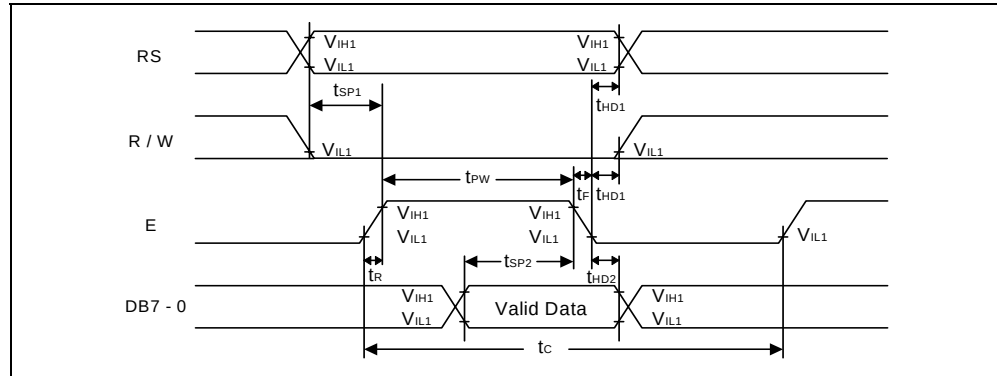 RS
VIH1 VIH1
VIL1 VIL1
tSP1 tHD1
R / W
VIL1 VIL1
tPW tF tHD1
E
VIH1 VIH1
VIL1 VIL1 VIL1
tSP2
tR tHD2
DB7 - 0
VIH1 Valid Data VIH1
VIL1 VIL1
tC